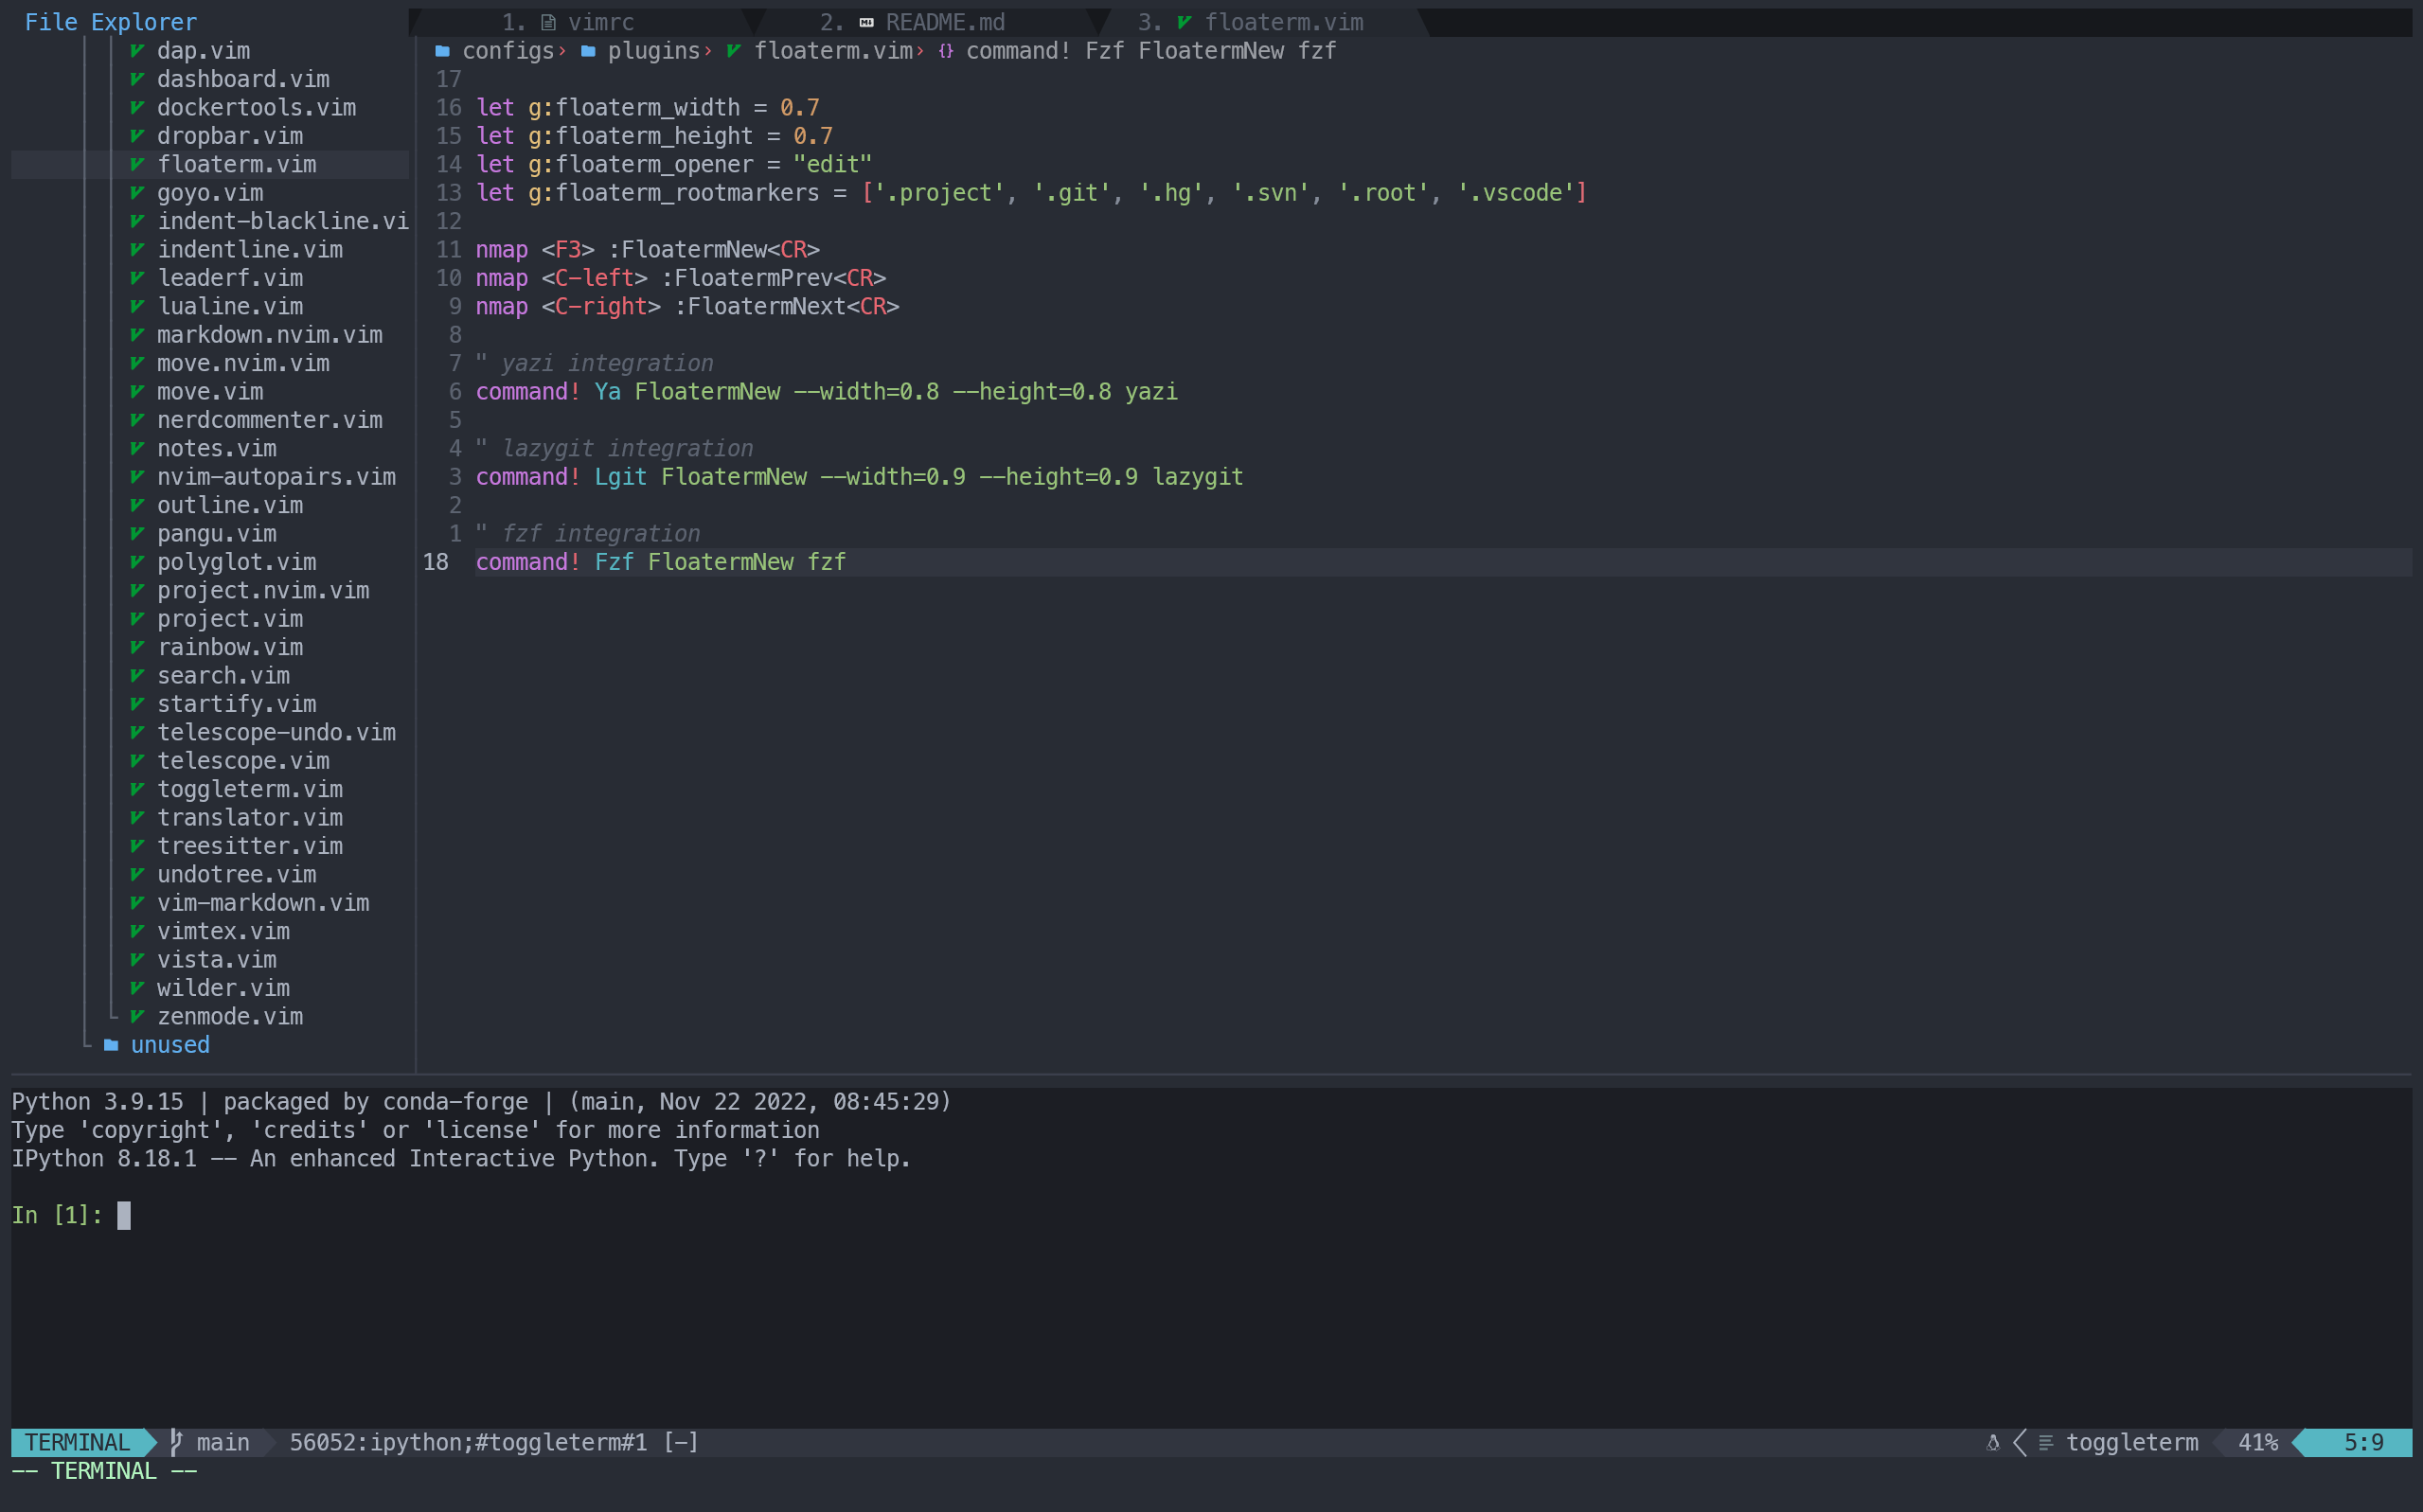 File Explorer
dap.vim
dashboard.vim
dockertools.vim
dropbar.vim
floaterm.vim
goyo.vim
indent-blackline.vi
indentline.vim
leaderf.vim
lualine.vim
markdown.nvim.vim
move.nvim.vim
move.vim
nerdcommenter.vim
notes.vim
nvim-autopairs.vim
outline.vim
pangu.vim
polyglot.vim
project.nvim.vim
project.vim
rainbow.vim
search.vim
startify.vim
telescope-undo.vim
telescope.vim
toggleterm.vim
translator.vim
treesitter.vim
undotree.vim
vim-markdown.vim
vimtex.vim
vista.vim
wilder.vim
zenmode.vim
unused
1. vimrc 2. README.md 3. floaterm.vim
configs› plugins› floaterm.vim› {} command! Fzf FloatermNew fzf
17
16 let g:floaterm_width = 0.7
15 let g:floaterm_height = 0.7
14 let g:floaterm_opener = "edit"
13 let g:floaterm_rootmarkers = ['.project', '.git', '.hg', '.svn', '.root', '.vscode']
12
11 nmap <F3> :FloatermNew<CR>
10 nmap <C-left> :FloatermPrev<CR>
9 nmap <C-right> :FloatermNext<CR>
8
7 " yazi integration
6 command! Ya FloatermNew --width=0.8 --height=0.8 yazi
5
4 " lazygit integration
3 command! Lgit FloatermNew --width=0.9 --height=0.9 lazygit
2
1 " fzf integration
18 command! Fzf FloatermNew fzf
Python 3.9.15 | packaged by conda-forge | (main, Nov 22 2022, 08:45:29)
Type 'copyright', 'credits' or 'license' for more information
IPython 8.18.1 -- An enhanced Interactive Python. Type '?' for help.
In [1]:
TERMINAL main 56052:ipython;#toggleterm#1 [-] toggleterm 41% 5:9
-- TERMINAL --